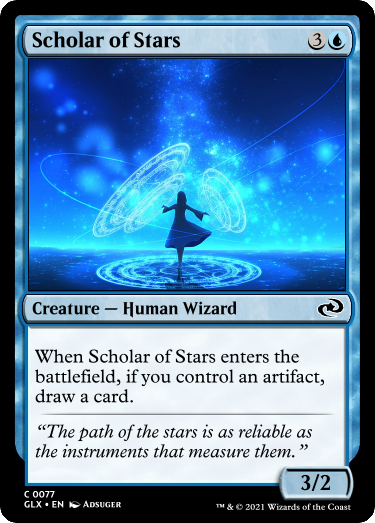 Scholar of Stars 3
Creature — Human Wizard
When Scholar of Stars enters the
battlefield, if you control an artifact,
draw a card.
“The path of the stars is as reliable as
the instruments that measure them.”
3/2
C 0077
GLX • EN ADSUGER
™ & © 2021 Wizards of the Coast